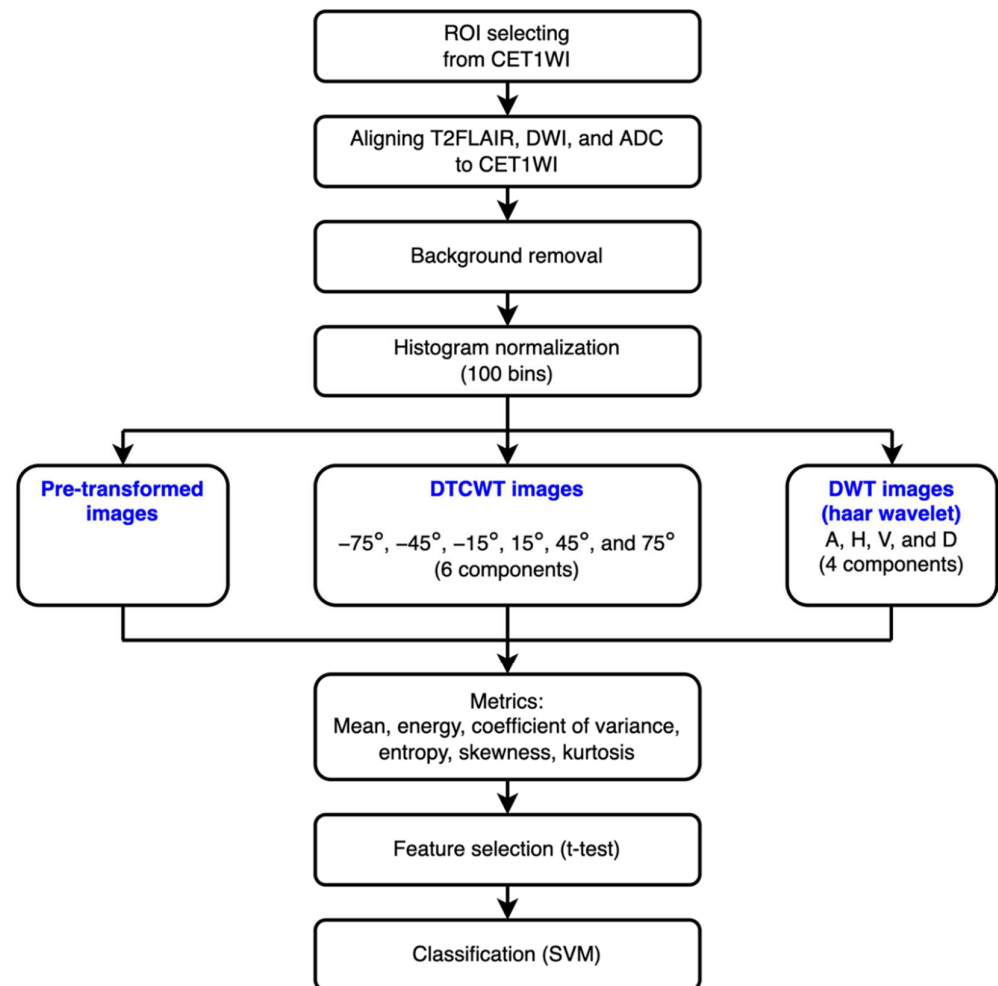 ROI selecting
from CET1WI
Aligning T2FLAIR, DWI, and ADC
to CET1WI
Background removal
Histogram normalization
(100 bins)
Pre-transformed
images
DTCWT images
−75°, −45°, −15°, 15°, 45°, and 75°
(6 components)
DWT images
(haar wavelet)
A, H, V, and D
(4 components)
Metrics:
Mean, energy, coefficient of variance,
entropy, skewness, kurtosis
Feature selection (t-test)
Classification (SVM)